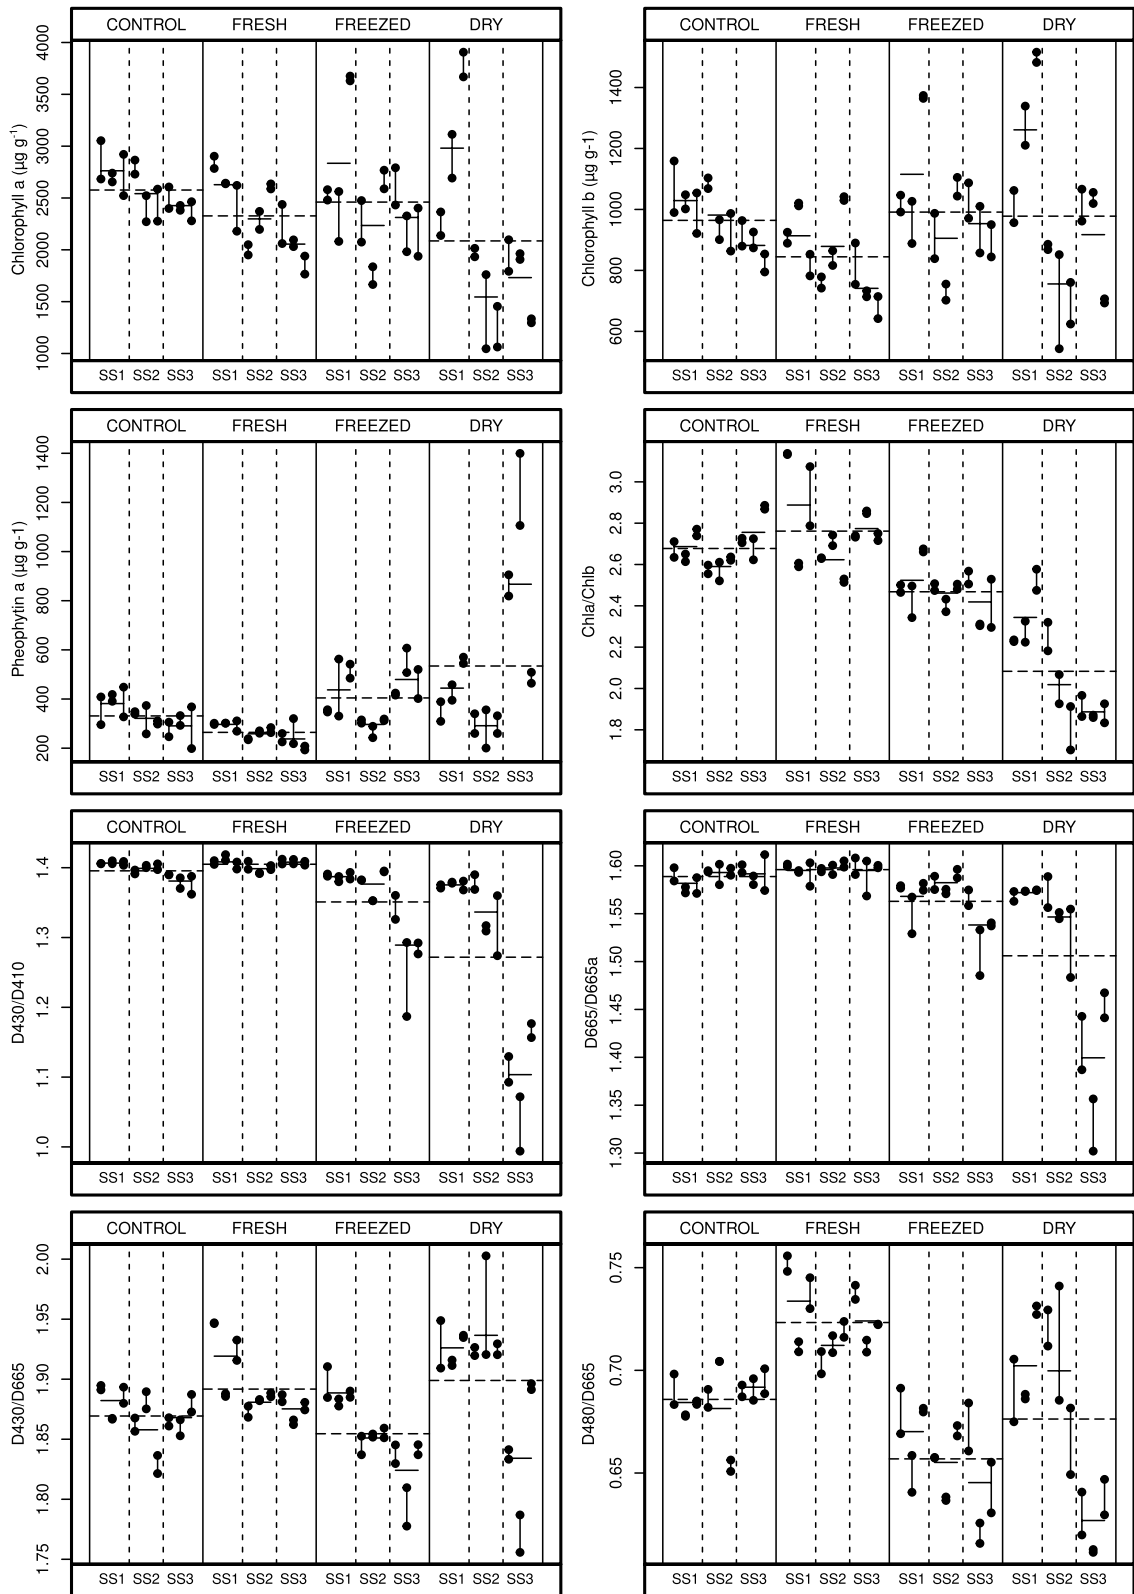 CONTROL FRESH FREEZED DRY
Chlorophyll a (µg g-1)
1000 1500 2000 2500 3000 3500 4000
SS1 SS2 SS3 SS1 SS2 SS3 SS1 SS2 SS3 SS1 SS2 SS3
CONTROL FRESH FREEZED DRY
Chlorophyll b (µg g-1)
600 800 1000 1200 1400
SS1 SS2 SS3 SS1 SS2 SS3 SS1 SS2 SS3 SS1 SS2 SS3
CONTROL FRESH FREEZED DRY
Pheophytin a (µg g-1)
200 400 600 800 1000 1200 1400
SS1 SS2 SS3 SS1 SS2 SS3 SS1 SS2 SS3 SS1 SS2 SS3
CONTROL FRESH FREEZED DRY
Chla/Chlb
1.8 2.0 2.2 2.4 2.6 2.8 3.0
SS1 SS2 SS3 SS1 SS2 SS3 SS1 SS2 SS3 SS1 SS2 SS3
CONTROL FRESH FREEZED DRY
D430/D410
1.0 1.1 1.2 1.3 1.4
SS1 SS2 SS3 SS1 SS2 SS3 SS1 SS2 SS3 SS1 SS2 SS3
CONTROL FRESH FREEZED DRY
D665/D665a
1.30 1.35 1.40 1.45 1.50 1.55 1.60
SS1 SS2 SS3 SS1 SS2 SS3 SS1 SS2 SS3 SS1 SS2 SS3
CONTROL FRESH FREEZED DRY
D430/D665
1.75 1.80 1.85 1.90 1.95 2.00
SS1 SS2 SS3 SS1 SS2 SS3 SS1 SS2 SS3 SS1 SS2 SS3
CONTROL FRESH FREEZED DRY
D480/D665
0.65 0.70 0.75
SS1 SS2 SS3 SS1 SS2 SS3 SS1 SS2 SS3 SS1 SS2 SS3